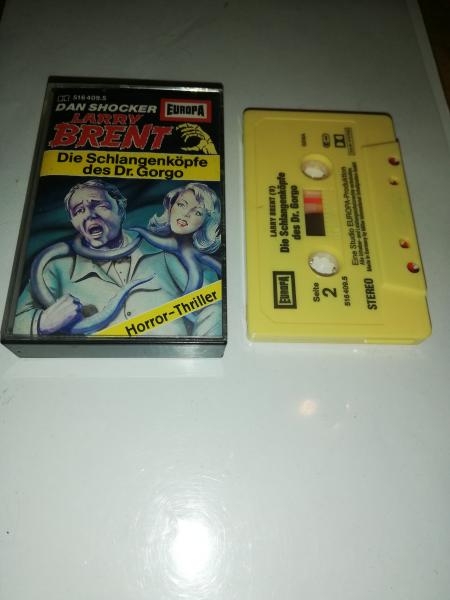 516 409.5
DAN SHOCKER
EUROPA
LARRY
BRENT
Die Schlangenköpfe
des Dr. Gorgo
Horror-Thriller
LARRY BRENT (9)
Die Schlangenköpfe
des Dr. Gorgo
EUROPA
Seite
2
516 409.5
STEREO
Eine Studio EUROPA-Produktion